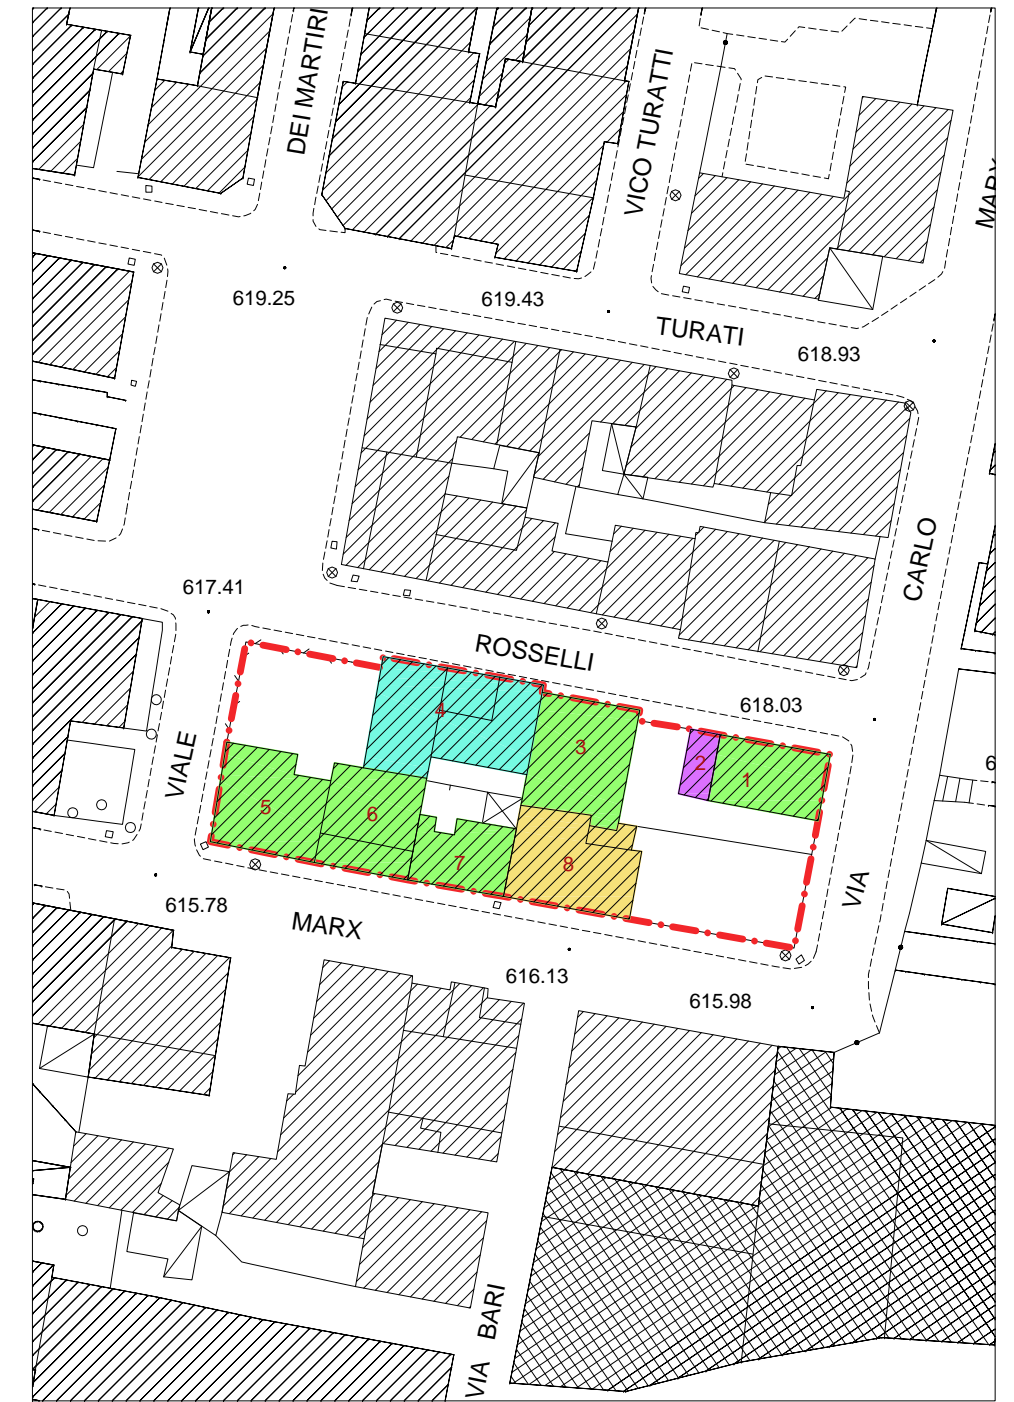 DEI MARTIRI
VICO TURATTI
MARX
619.25
619.43
TURATI
618.93
CARLO
617.41
ROSSELLI
618.03
VIALE
4
3
2
1
5
6
7
8
6
VIA
615.78
MARX
616.13
615.98
VIA BARI